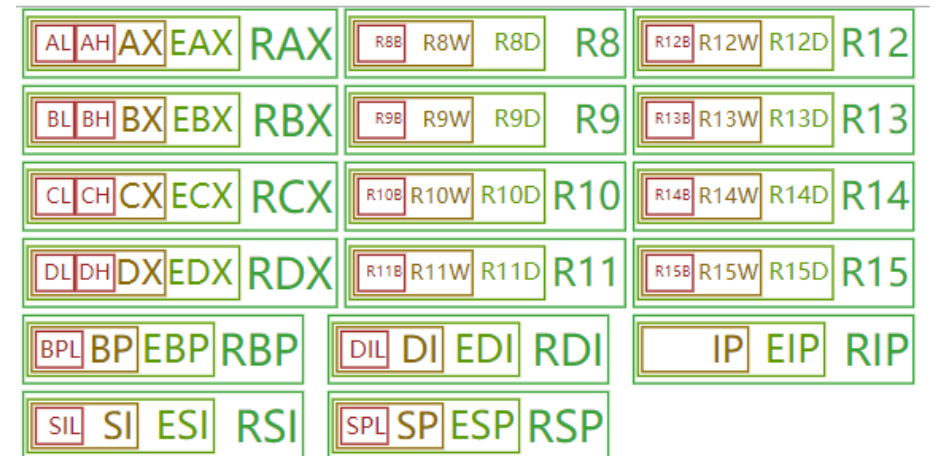 AL AH AX EAX RAX R8B R8W R8D R8 R12B R12W R12D R12
BL BH BX EBX RBX R9B R9W R9D R9 R13B R13W R13D R13
CL CH CX ECX RCX R10B R10W R10D R10 R14B R14W R14D R14
DL DH DX EDX RDX R11B R11W R11D R11 R15B R15W R15D R15
BPL BP EBP RBP DIL DI EDI RDI IP EIP RIP
SIL SI ESI RSI SPL SP ESP RSP